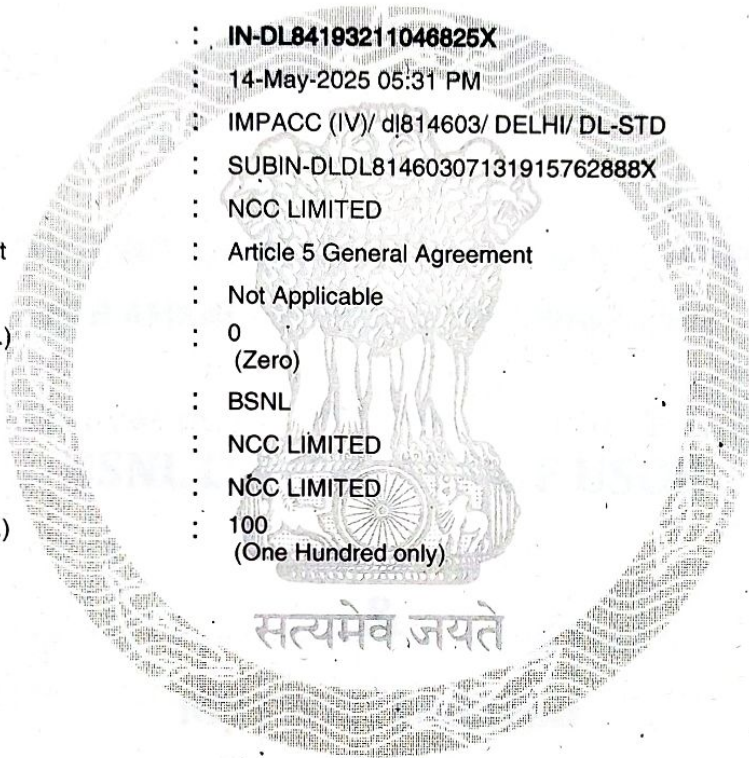 : IN-DL84193211046825X
: 14-May-2025 05:31 PM
: IMPACC (IV)/ dl814603/ DELHI/ DL-STD
: SUBIN-DLDL81460307131915762888X
: NCC LIMITED
t : Article 5 General Agreement
: Not Applicable
.) : 0
(Zero)
: BSNL
: NCC LIMITED
: NCC LIMITED
.) : 100
(One Hundred only)
सत्यमेव जयते